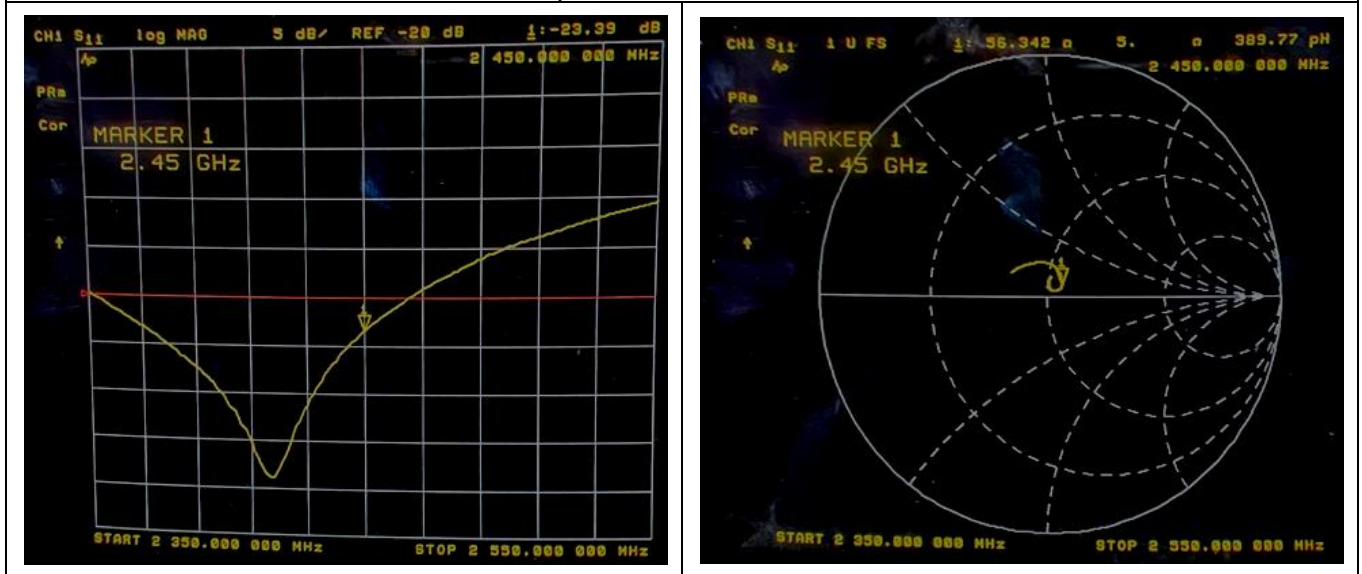 CH1 S11 log MAG 5 dB/ REF -20 dB 1:-23.39 dB
2 450.000 000 MHz
PRm
Cor
MARKER 1
2.45 GHz
START 2 350.000 000 MHz STOP 2 550.000 000 MHz
CH1 S11 1 U FS 1: 56.342 Ω 5. Ω 389.77 pH
2 450.000 000 MHz
PRm
Cor
MARKER 1
2.45 GHz
START 2 350.000 000 MHz STOP 2 550.000 000 MHz